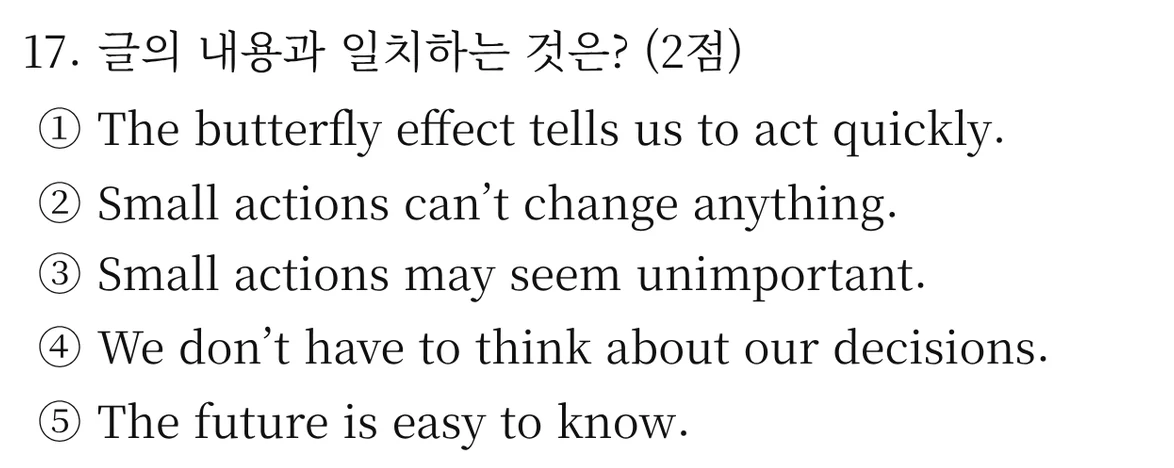 17. 글의 내용과 일치하는 것은? (2점)
① The butterfly effect tells us to act quickly.
② Small actions can’t change anything.
③ Small actions may seem unimportant.
④ We don’t have to think about our decisions.
⑤ The future is easy to know.